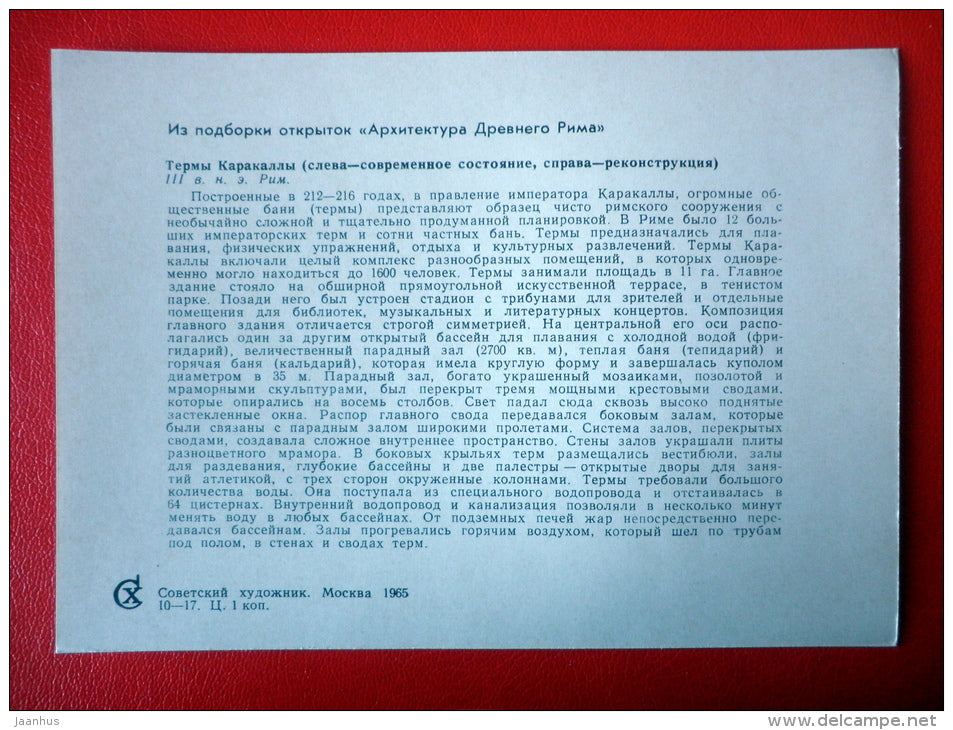 Из подборки открыток «Архитектура Древнего Рима»
Термы Каракаллы (слева—современное состояние, справа—реконструкция)
III в. н. э. Рим.
Построенные в 212—216 годах, в правление императора Каракаллы, огромные об-
щественные бани (термы) представляют образец чисто римского сооружения с
необычайно сложной и тщательно продуманной планировкой. В Риме было 12 боль-
ших императорских терм и сотни частных бань. Термы предназначались для пла-
вания, физических упражнений, отдыха и культурных развлечений. Термы Кара-
каллы включали целый комплекс разнообразных помещений, в которых одновре-
менно могло находиться до 1600 человек. Термы занимали площадь в 11 га. Главное
здание стояло на обширной прямоугольной искусственной террасе, в тенистом
парке. Позади него был устроен стадион с трибунами для зрителей и отдельные
помещения для библиотек, музыкальных и литературных концертов. Композиция
главного здания отличается строгой симметрией. На центральной его оси распо-
лагались один за другим открытый бассейн для плавания с холодной водой (фри-
гидарий), величественный парадный зал (2700 кв. м), теплая баня (тепидарий) и
горячая баня (кальдарий), которая имела круглую форму и завершалась куполом
диаметром в 35 м. Парадный зал, богато украшенный мозаиками, позолотой и
мраморными скульптурами, был перекрыт тремя мощными крестовыми сводами,
которые опирались на восемь столбов. Свет падал сюда сквозь высоко поднятые
застекленные окна. Распор главного свода передавался боковым залам, которые
были связаны с парадным залом широкими пролетами. Система залов, перекрытых
сводами, создавала сложное внутреннее пространство. Стены залов украшали плиты
разноцветного мрамора. В боковых крыльях терм размещались вестибюли, залы
для раздевания, глубокие бассейны и две палестры — открытые дворы для заня-
тий атлетикой, с трех сторон окруженные колоннами. Термы требовали большого
количества воды. Она поступала из специального водопровода и отстаивалась в
64 цистернах. Внутренний водопровод и канализация позволяли в несколько минут
менять воду в любых бассейнах. От подземных печей жар непосредственно пере-
давался бассейнам. Залы прогревались горячим воздухом, который шел по трубам
под полом, в стенах и сводах терм.
СХ
Советский художник. Москва 1965
10—17. Ц. 1 коп.
jaanhus
www.delcampe.net